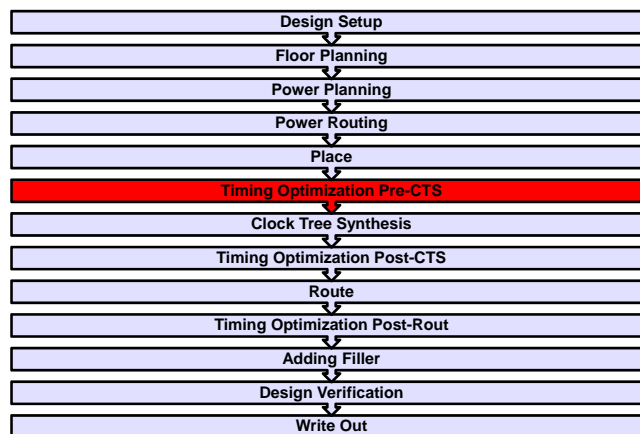 Design Setup
Floor Planning
Power Planning
Power Routing
Place
Timing Optimization Pre-CTS
Clock Tree Synthesis
Timing Optimization Post-CTS
Route
Timing Optimization Post-Rout
Adding Filler
Design Verification
Write Out